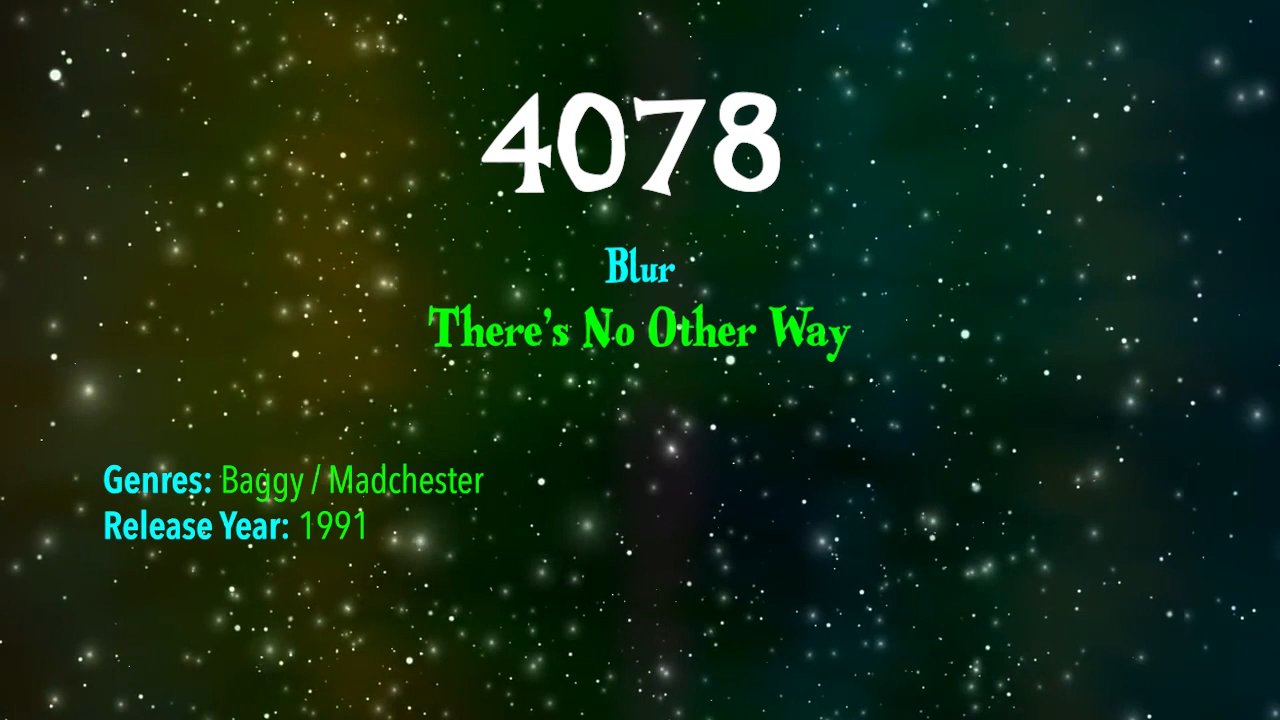 4078
Blur
There's No Other Way
Genres: Baggy / Madchester
Release Year: 1991